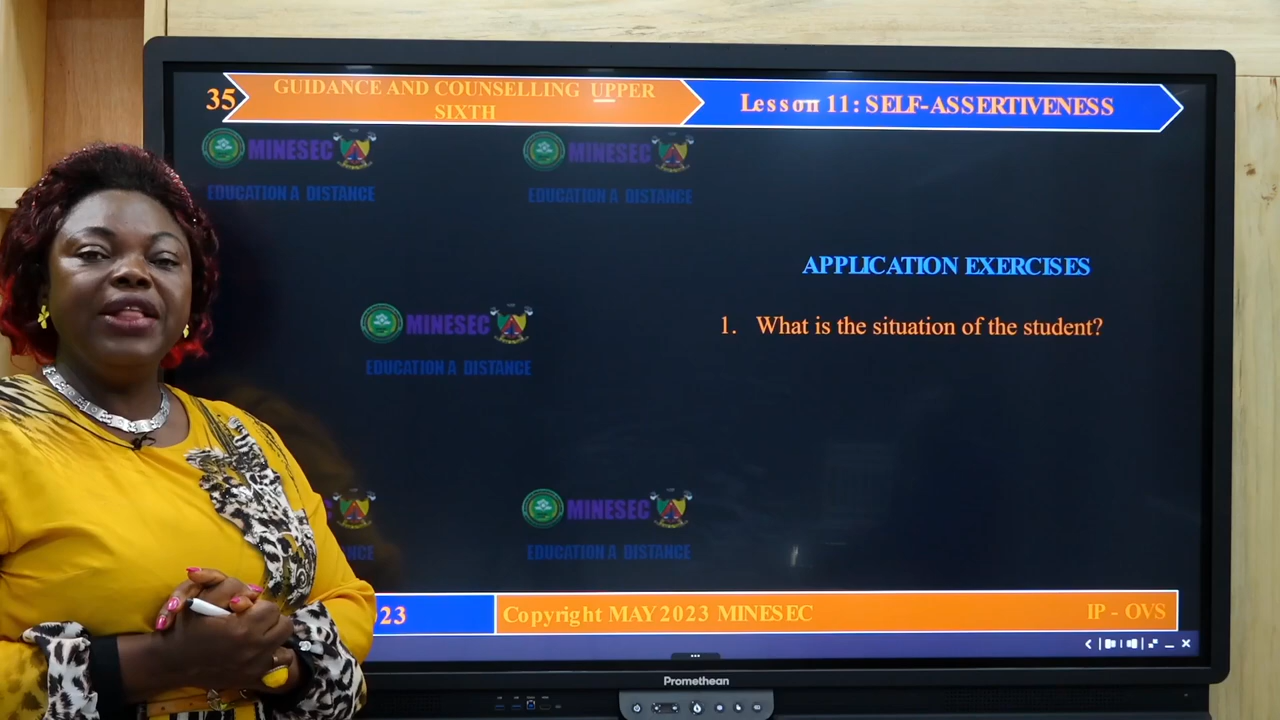 35
GUIDANCE AND COUNSELLING UPPER
SIXTH
Lesson 11: SELF-ASSERTIVENESS
MINESEC
EDUCATION A DISTANCE
MINESEC
EDUCATION A DISTANCE
APPLICATION EXERCISES
1. What is the situation of the student?
MINESEC
EDUCATION A DISTANCE
MINESEC
EDUCATION A DISTANCE
23
Copyright MAY 2023 MINESEC
IP - OVS
Promethean